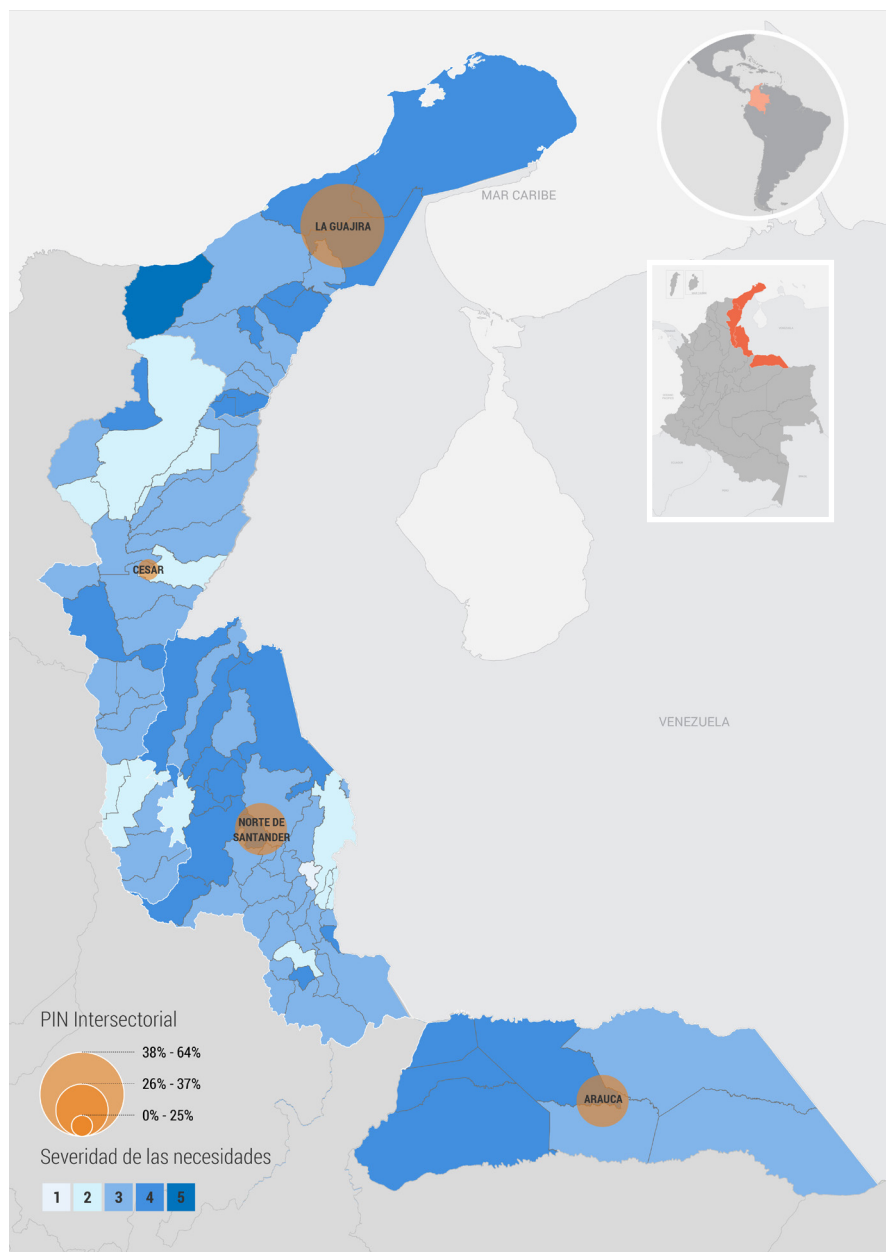 MAR CARIBE
LA GUAJIRA
CESAR
VENEZUELA
NORTE DE
SANTANDER
ARAUCA
PIN Intersectorial
38% - 64%
26% - 37%
0% - 25%
Severidad de las necesidades
1 2 3 4 5